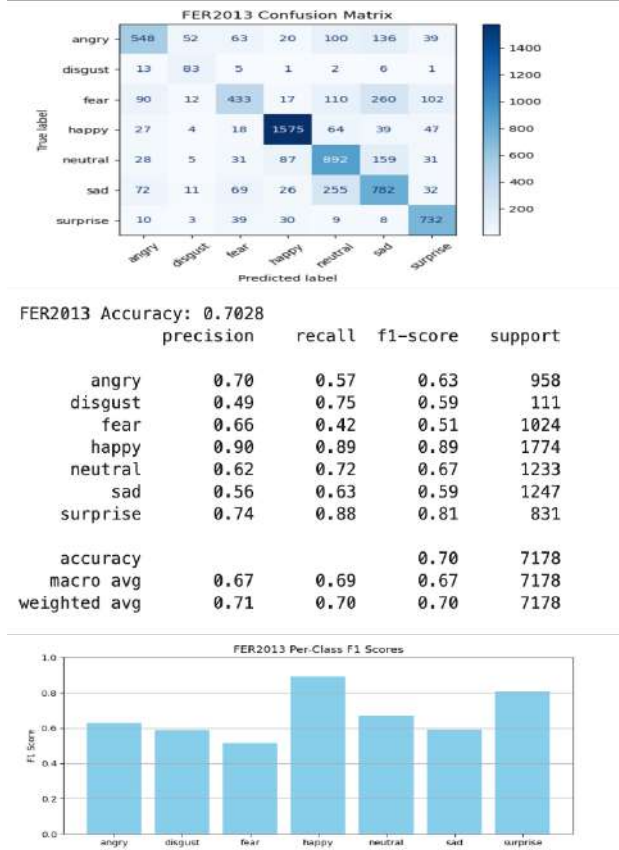 FER2013 Confusion Matrix
True label
angry 548 52 63 20 100 136 39
disgust 13 83 5 1 2 6 1
fear 90 12 433 17 110 260 102
happy 27 4 18 1575 64 39 47
neutral 28 5 31 87 892 159 31
sad 72 11 69 26 255 782 32
surprise 10 3 39 30 9 8 732
angry disgust fear happy neutral sad surprise
Predicted label
1400
1200
1000
800
600
400
200
FER2013 Accuracy: 0.7028
precision recall f1-score support
angry 0.70 0.57 0.63 958
disgust 0.49 0.75 0.59 111
fear 0.66 0.42 0.51 1024
happy 0.90 0.89 0.89 1774
neutral 0.62 0.72 0.67 1233
sad 0.56 0.63 0.59 1247
surprise 0.74 0.88 0.81 831
accuracy 0.70 7178
macro avg 0.67 0.69 0.67 7178
weighted avg 0.71 0.70 0.70 7178
FER2013 Per-Class F1 Scores
F1 Score
1.0
0.8
0.6
0.4
0.2
0.0
angry disgust fear happy neutral sad surprise